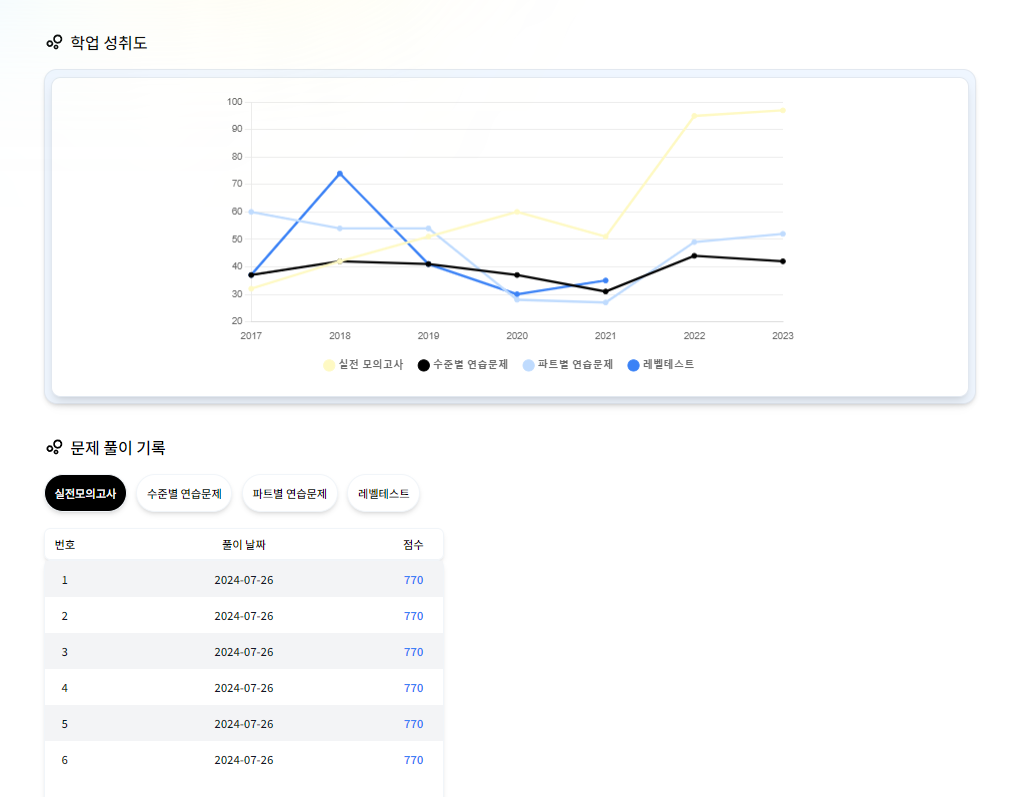 학업 성취도
100
90
80
70
60
50
40
30
20
2017 2018 2019 2020 2021 2022 2023
실전 모의고사 수준별 연습문제 파트별 연습문제 레벨테스트
문제 풀이 기록
실전모의고사 수준별 연습문제 파트별 연습문제 레벨테스트
번호 풀이 날짜 점수
1 2024-07-26 770
2 2024-07-26 770
3 2024-07-26 770
4 2024-07-26 770
5 2024-07-26 770
6 2024-07-26 770